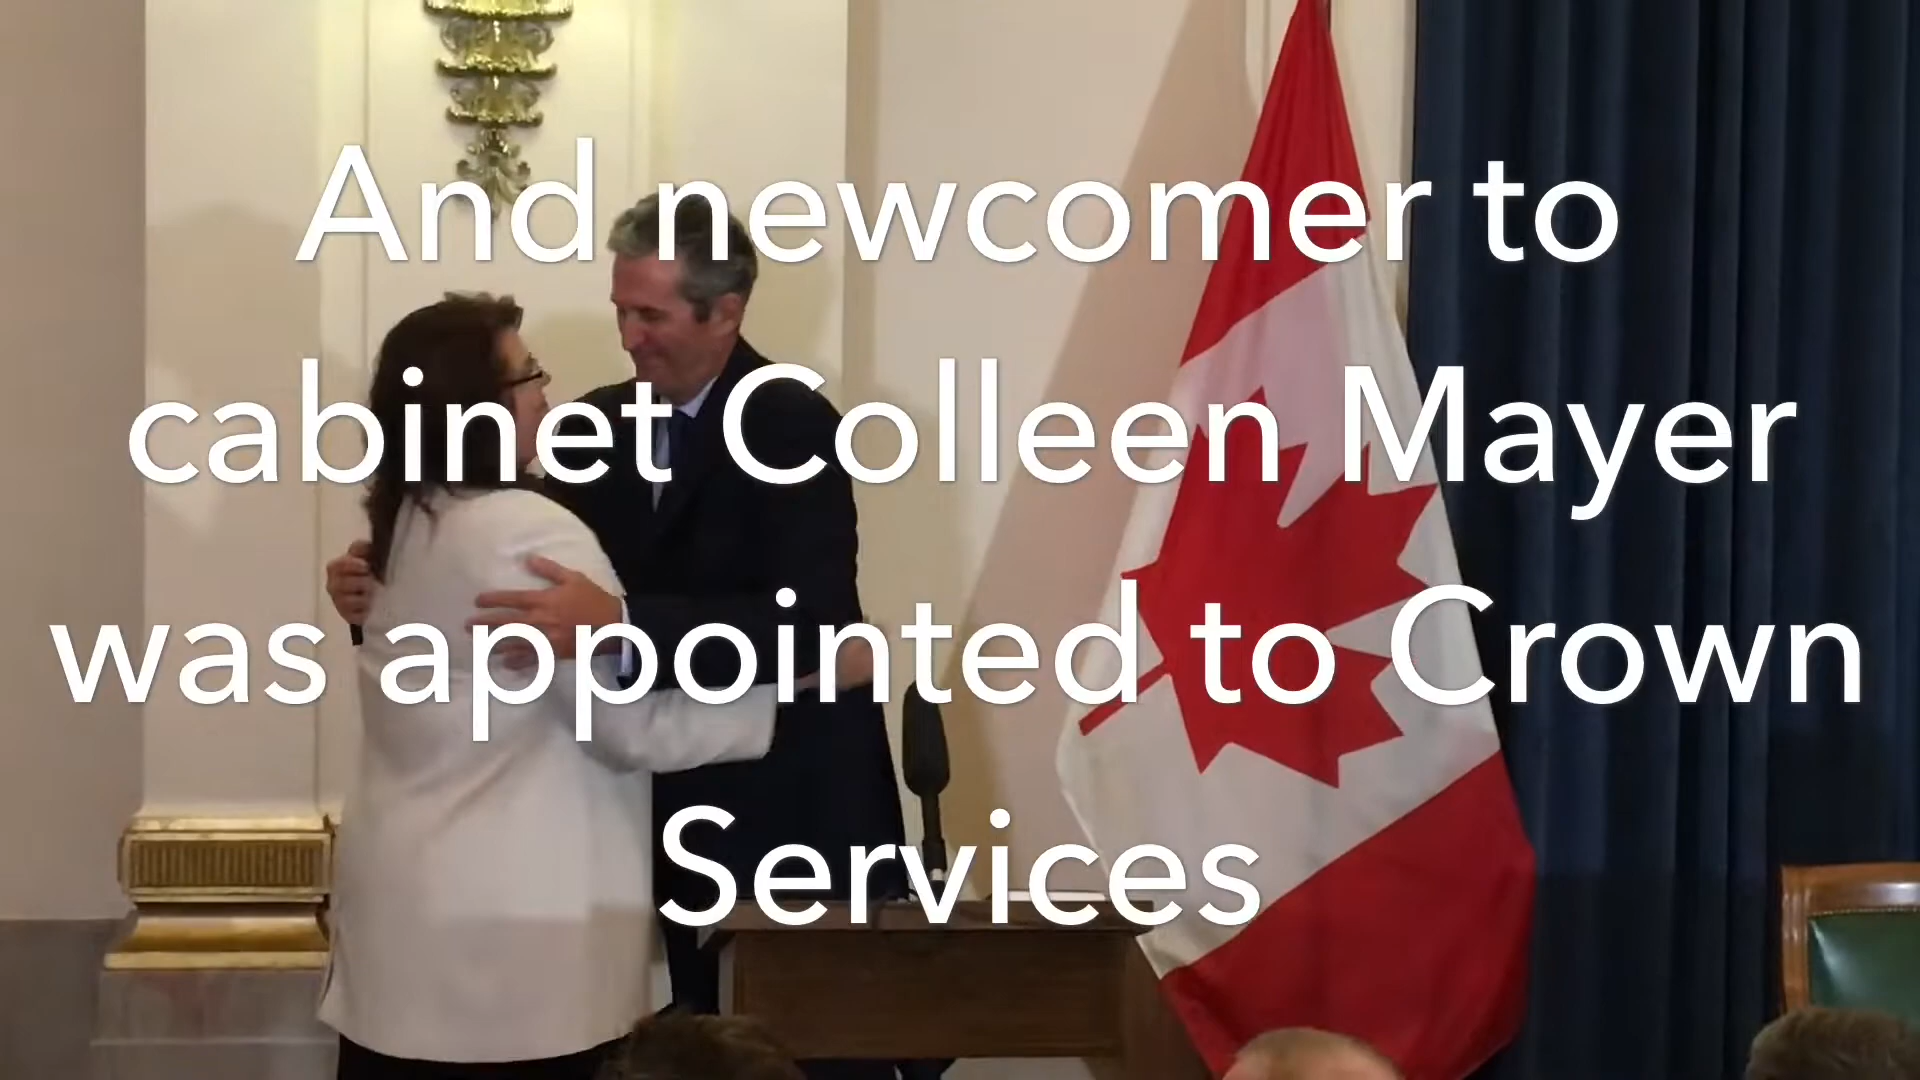 And newcomer to
cabinet Colleen Mayer
was appointed to Crown
Services